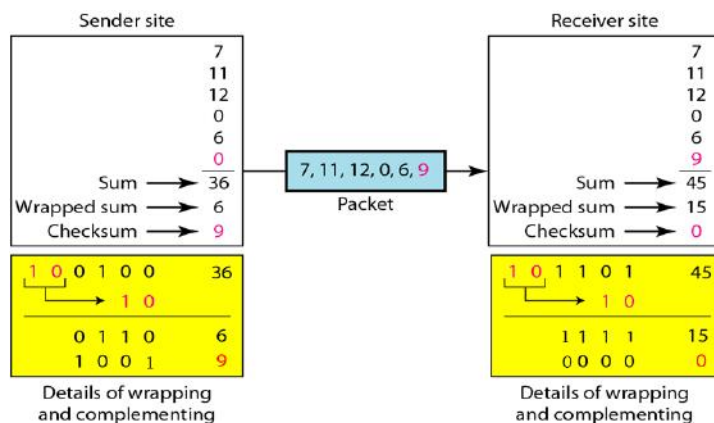 Sender site
7
11
12
0
6
0
Sum 36
Wrapped sum 6
Checksum 9
1 0 0 1 0 0 36
1 0
0 1 1 0 6
1 0 0 1 9
Details of wrapping
and complementing
7, 11, 12, 0, 6, 9
Packet
Receiver site
7
11
12
0
6
9
Sum 45
Wrapped sum 15
Checksum 0
1 0 1 1 0 1 45
1 0
1 1 1 1 15
0 0 0 0 0
Details of wrapping
and complementing